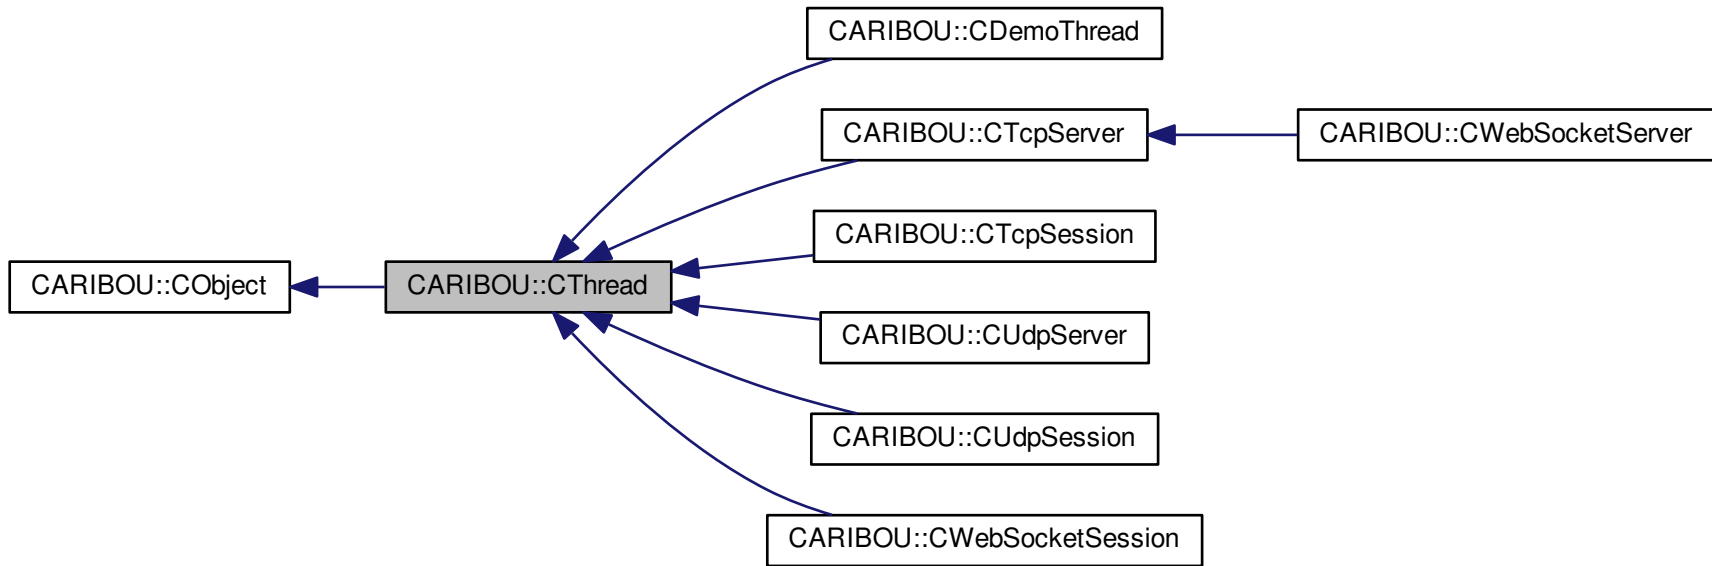 CARIBOU::CDemoThread
CARIBOU::CTcpServer
CARIBOU::CWebSocketServer
CARIBOU::CTcpSession
CARIBOU::CObject
CARIBOU::CThread
CARIBOU::CUdpServer
CARIBOU::CUdpSession
CARIBOU::CWebSocketSession